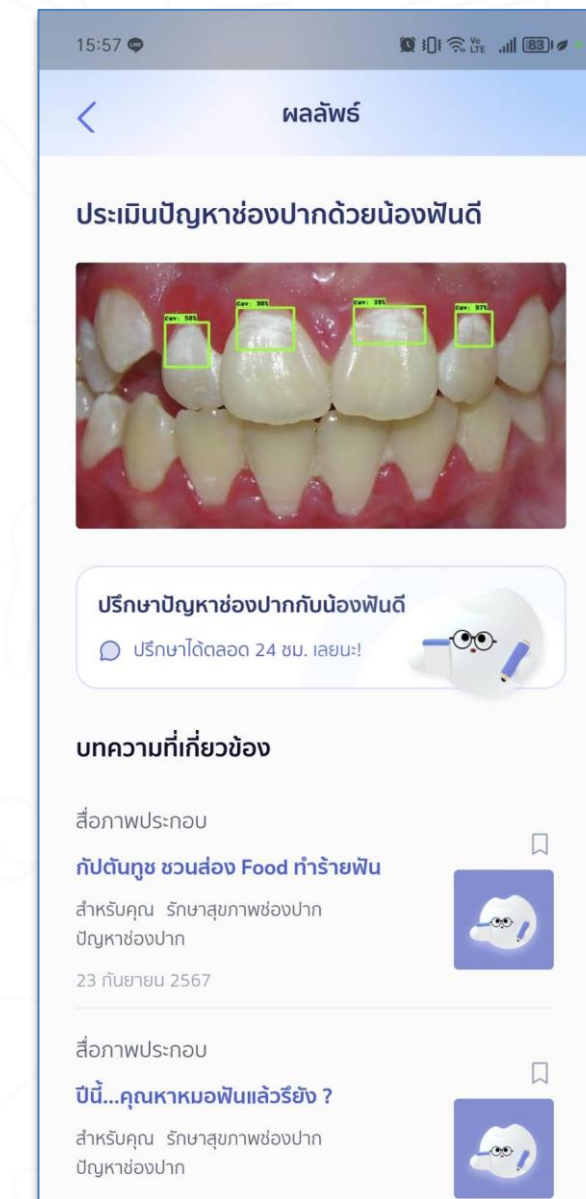 15:57
Vo
LTE
83
ผลลัพธ์
ประเมินปัญหาช่องปากด้วยน้องฟันดี
Cav: 58%
Cav: 98%
Cav: 39%
Cav: 97%
ปรึกษาปัญหาช่องปากกับน้องฟันดี
ปรึกษาได้ตลอด 24 ชม. เลยนะ!
บทความที่เกี่ยวข้อง
สื่อภาพประกอบ
กัปตันทูช ชวนส่อง Food ทำร้ายฟัน
สำหรับคุณ รักษาสุขภาพช่องปาก
ปัญหาช่องปาก
23 กันยายน 2567
สื่อภาพประกอบ
ปีนี้...คุณหาหมอฟันแล้วรึยัง ?
สำหรับคุณ รักษาสุขภาพช่องปาก
ปัญหาช่องปาก